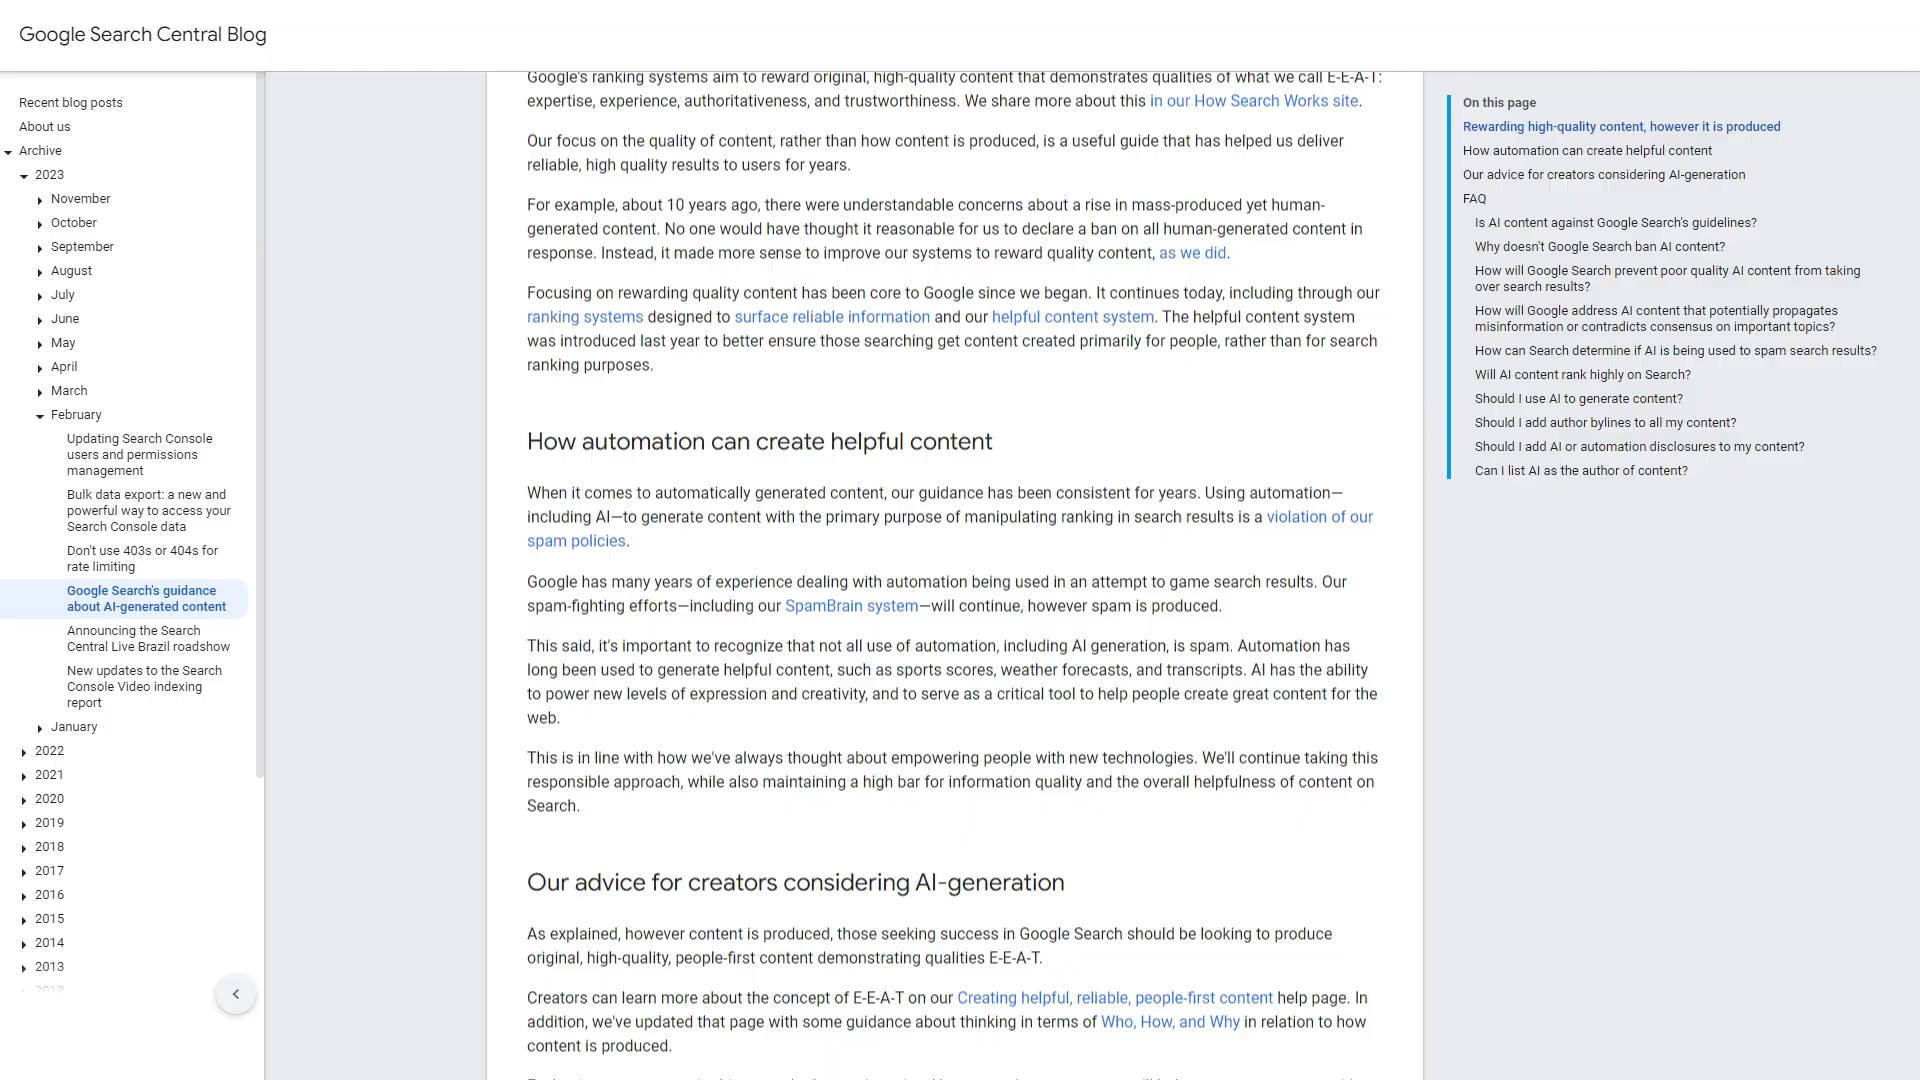 Google Search Central Blog
Recent blog posts
About us
Archive
2023
November
October
September
August
July
June
May
April
March
February
Updating Search Console
users and permissions
management
Bulk data export: a new and
powerful way to access your
Search Console data
Don't use 403s or 404s for
rate limiting
Google Search's guidance
about AI-generated content
Announcing the Search
Central Live Brazil roadshow
New updates to the Search
Console Video indexing
report
January
2022
2021
2020
2019
2018
2017
2016
2015
2014
2013
2012
Google's ranking systems aim to reward original, high-quality content that demonstrates qualities of what we call E-E-A-T:
expertise, experience, authoritativeness, and trustworthiness. We share more about this in our How Search Works site.
Our focus on the quality of content, rather than how content is produced, is a useful guide that has helped us deliver
reliable, high quality results to users for years.
For example, about 10 years ago, there were understandable concerns about a rise in mass-produced yet human-
generated content. No one would have thought it reasonable for us to declare a ban on all human-generated content in
response. Instead, it made more sense to improve our systems to reward quality content, as we did.
Focusing on rewarding quality content has been core to Google since we began. It continues today, including through our
ranking systems designed to surface reliable information and our helpful content system. The helpful content system
was introduced last year to better ensure those searching get content created primarily for people, rather than for search
ranking purposes.
How automation can create helpful content
When it comes to automatically generated content, our guidance has been consistent for years. Using automation—
including AI—to generate content with the primary purpose of manipulating ranking in search results is a violation of our
spam policies.
Google has many years of experience dealing with automation being used in an attempt to game search results. Our
spam-fighting efforts—including our SpamBrain system—will continue, however spam is produced.
This said, it's important to recognize that not all use of automation, including AI generation, is spam. Automation has
long been used to generate helpful content, such as sports scores, weather forecasts, and transcripts. AI has the ability
to power new levels of expression and creativity, and to serve as a critical tool to help people create great content for the
web.
This is in line with how we've always thought about empowering people with new technologies. We'll continue taking this
responsible approach, while also maintaining a high bar for information quality and the overall helpfulness of content on
Search.
Our advice for creators considering AI-generation
As explained, however content is produced, those seeking success in Google Search should be looking to produce
original, high-quality, people-first content demonstrating qualities E-E-A-T.
Creators can learn more about the concept of E-E-A-T on our Creating helpful, reliable, people-first content help page. In
addition, we've updated that page with some guidance about thinking in terms of Who, How, and Why in relation to how
content is produced.
On this page
Rewarding high-quality content, however it is produced
How automation can create helpful content
Our advice for creators considering AI-generation
FAQ
Is AI content against Google Search's guidelines?
Why doesn't Google Search ban AI content?
How will Google Search prevent poor quality AI content from taking
over search results?
How will Google address AI content that potentially propagates
misinformation or contradicts consensus on important topics?
How can Search determine if AI is being used to spam search results?
Will AI content rank highly on Search?
Should I use AI to generate content?
Should I add author bylines to all my content?
Should I add AI or automation disclosures to my content?
Can I list AI as the author of content?